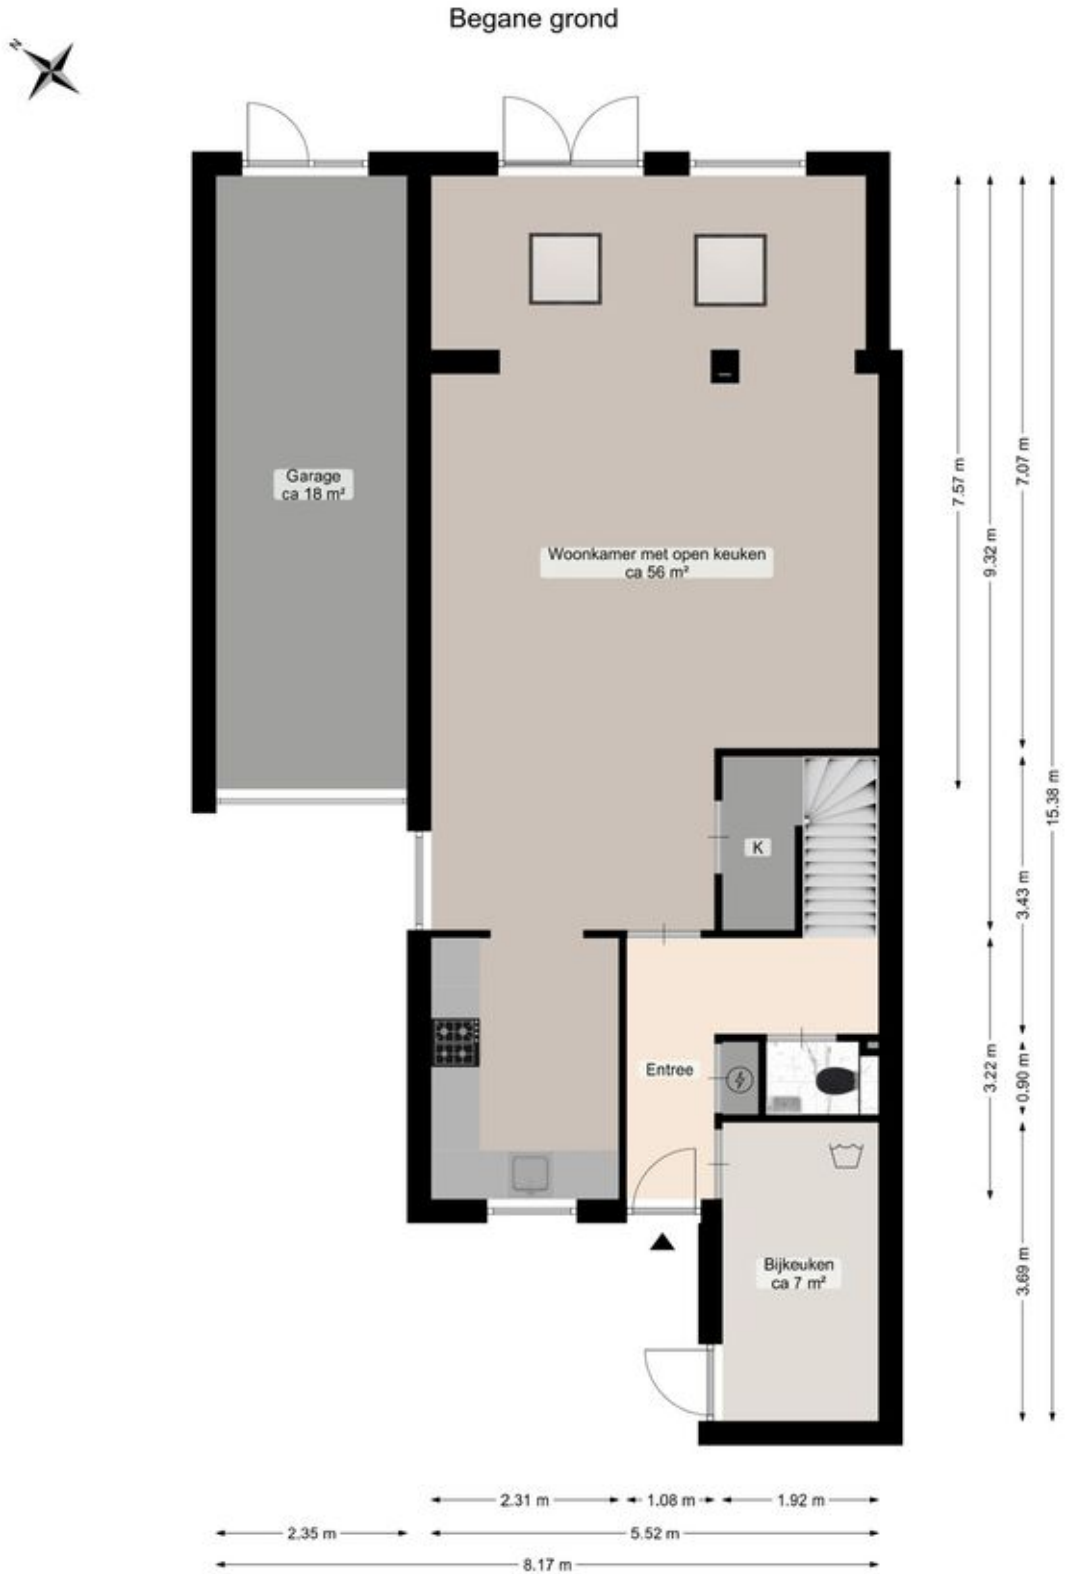 Begane grond
N
Garage
ca 18 m²
Woonkamer met open keuken
ca 56 m²
K
Entree
Bijkeuken
ca 7 m²
7.57 m
9.32 m
7.07 m
15.38 m
3.43 m
3.22 m
0.90 m
3.69 m
2.31 m
1.08 m
1.92 m
2.35 m
5.52 m
8.17 m